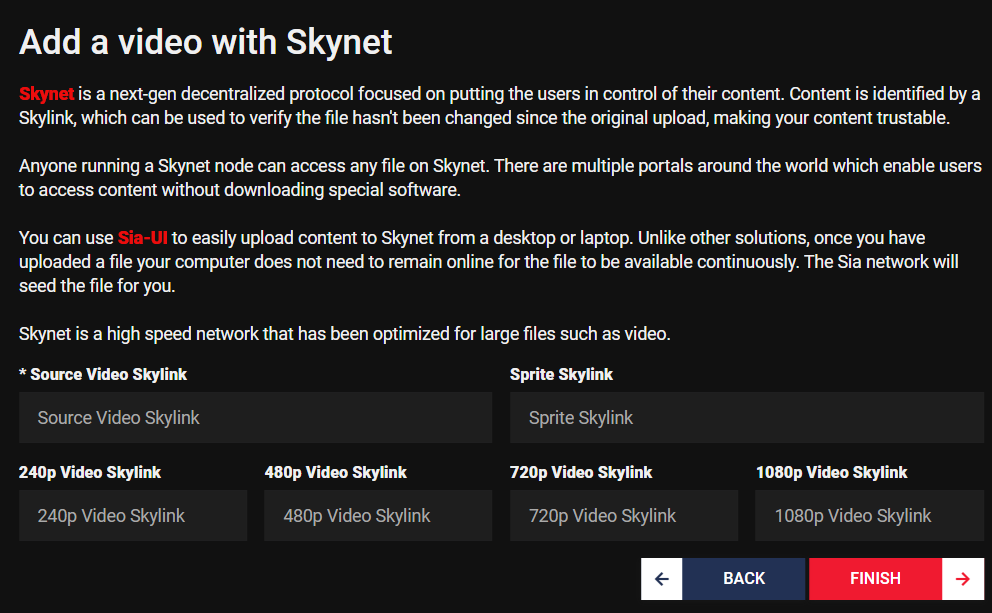 Add a video with Skynet
Skynet is a next-gen decentralized protocol focused on putting the users in control of their content. Content is identified by a
Skylink, which can be used to verify the file hasn't been changed since the original upload, making your content trustable.
Anyone running a Skynet node can access any file on Skynet. There are multiple portals around the world which enable users
to access content without downloading special software.
You can use Sia-UI to easily upload content to Skynet from a desktop or laptop. Unlike other solutions, once you have
uploaded a file your computer does not need to remain online for the file to be available continuously. The Sia network will
seed the file for you.
Skynet is a high speed network that has been optimized for large files such as video.
* Source Video Skylink
Source Video Skylink
Sprite Skylink
Sprite Skylink
240p Video Skylink
240p Video Skylink
480p Video Skylink
480p Video Skylink
720p Video Skylink
720p Video Skylink
1080p Video Skylink
1080p Video Skylink
BACK
FINISH